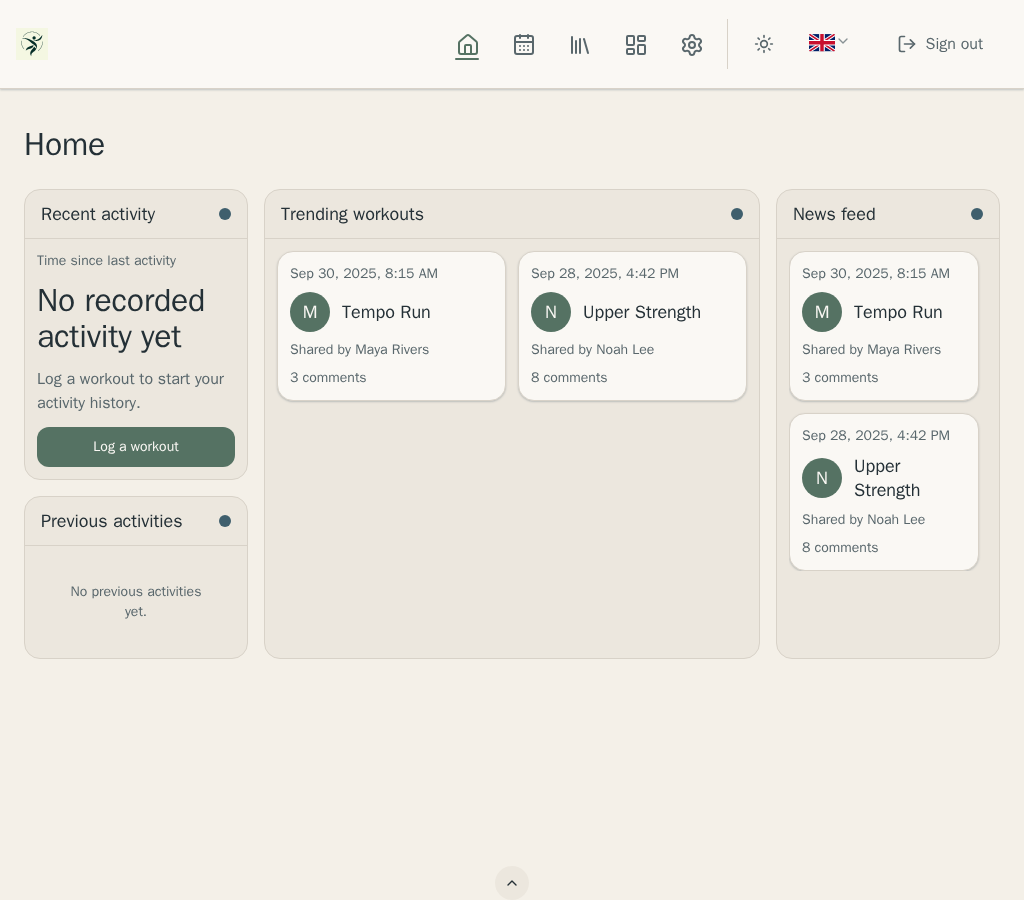 Sign out
Home
Recent activity
Time since last activity
No recorded
activity yet
Log a workout to start your
activity history.
Log a workout
Previous activities
No previous activities
yet.
Trending workouts
Sep 30, 2025, 8:15 AM
M
Tempo Run
Shared by Maya Rivers
3 comments
Sep 28, 2025, 4:42 PM
N
Upper Strength
Shared by Noah Lee
8 comments
News feed
Sep 30, 2025, 8:15 AM
M
Tempo Run
Shared by Maya Rivers
3 comments
Sep 28, 2025, 4:42 PM
N
Upper
Strength
Shared by Noah Lee
8 comments